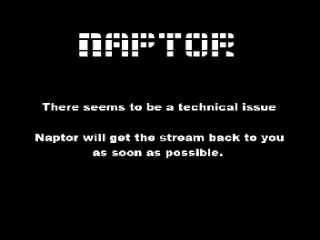 NAPTOR
There seems to be a technical issue
Naptor will get the stream back to you
as soon as possible.